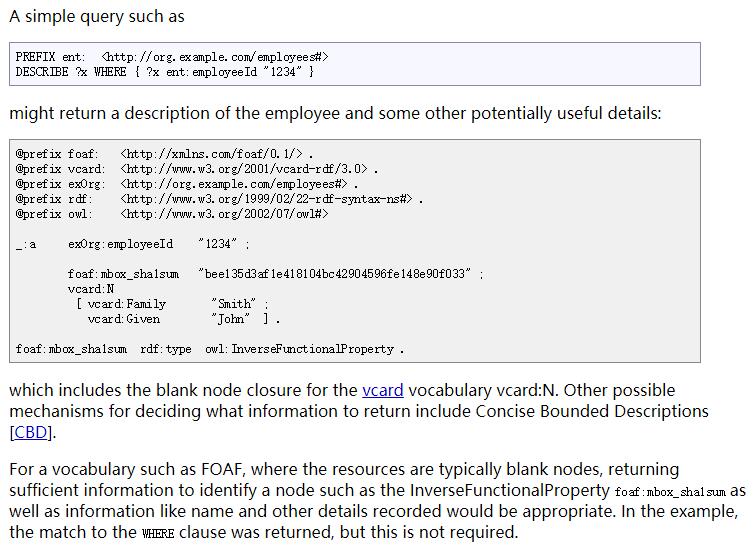 A simple query such as
PREFIX ent:  <http://org.example.com/employees#>
DESCRIBE ?x WHERE { ?x ent:employeeId "1234" }
might return a description of the employee and some other potentially useful details:
@prefix foaf:   <http://xmlns.com/foaf/0.1/> .
@prefix vcard:  <http://www.w3.org/2001/vcard-rdf/3.0> .
@prefix exOrg:  <http://org.example.com/employees#> .
@prefix rdf:    <http://www.w3.org/1999/02/22-rdf-syntax-ns#> .
@prefix owl:    <http://www.w3.org/2002/07/owl#>
_:a     exOrg:employeeId    "1234" ;
foaf:mbox_sha1sum   "bee135d3af1e418104bc42904596fe148e90f033" ;
vcard:N
[ vcard:Family       "Smith" ;
vcard:Given        "John"  ] .
foaf:mbox_sha1sum  rdf:type  owl:InverseFunctionalProperty .
which includes the blank node closure for the vcard vocabulary vcard:N. Other possible
mechanisms for deciding what information to return include Concise Bounded Descriptions
[CBD].
For a vocabulary such as FOAF, where the resources are typically blank nodes, returning
sufficient information to identify a node such as the InverseFunctionalProperty foaf:mbox_sha1sum as
well as information like name and other details recorded would be appropriate. In the example,
the match to the WHERE clause was returned, but this is not required.